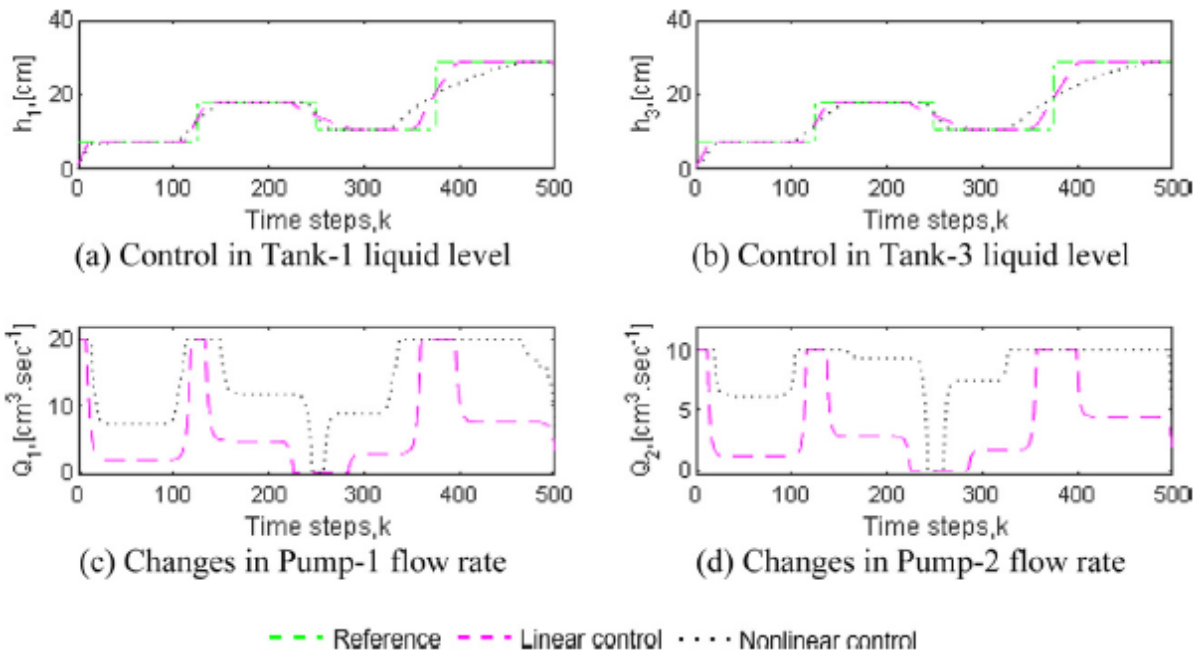 40
20
0
h1,[cm]
0 100 200 300 400 500
Time steps,k
(a) Control in Tank-1 liquid level
40
20
0
h3,[cm]
0 100 200 300 400 500
Time steps,k
(b) Control in Tank-3 liquid level
20
10
0
Q1,[cm3.sec-1]
0 100 200 300 400 500
Time steps,k
(c) Changes in Pump-1 flow rate
10
5
0
Q2,[cm3.sec-1]
0 100 200 300 400 500
Time steps,k
(d) Changes in Pump-2 flow rate
Reference Linear control Nonlinear control